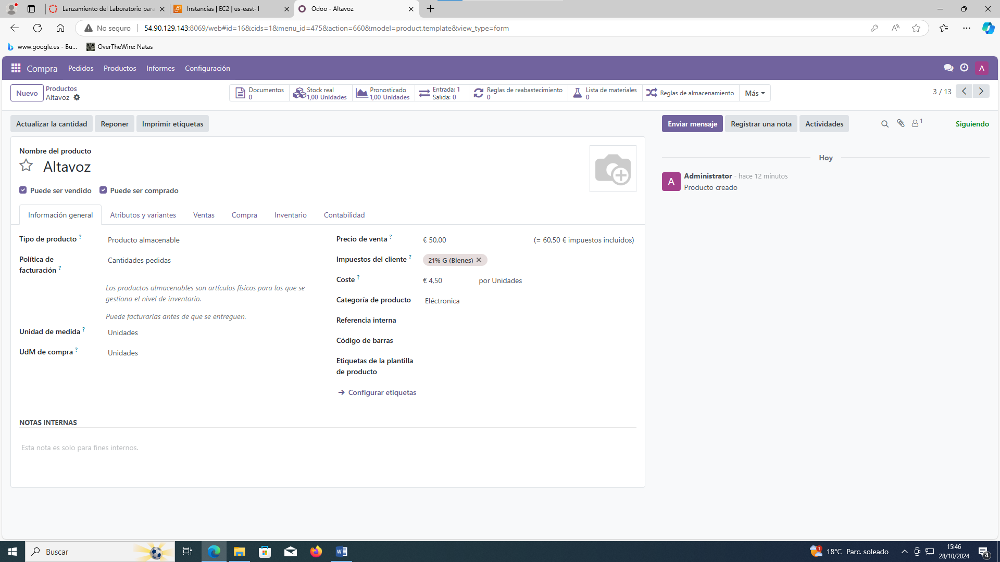 Lanzamiento del Laboratorio para
Instancias | EC2 | us-east-1
Odoo - Altavoz
No seguro
54.90.129.143:8069/web#id=16&cids=1&menu_id=475&action=660&model=product.template&view_type=form
www.google.es - Bu...
OverTheWire: Natas
Compra
Pedidos
Productos
Informes
Configuración
A
Nuevo
Productos
Altavoz
Documentos
0
Stock real
1,00 Unidades
Pronosticado
1,00 Unidades
Entrada: 1
Salida: 0
Reglas de reabastecimiento
0
Lista de materiales
0
Reglas de almacenamiento
Más
3 / 13
Actualizar la cantidad
Reponer
Imprimir etiquetas
Enviar mensaje
Registrar una nota
Actividades
1
Siguiendo
Nombre del producto
Altavoz
Puede ser vendido
Puede ser comprado
Información general
Atributos y variantes
Ventas
Compra
Inventario
Contabilidad
Tipo de producto ?
Producto almacenable
Política de
facturación ?
Cantidades pedidas
Los productos almacenables son artículos físicos para los que se
gestiona el nivel de inventario.
Puede facturarlas antes de que se entreguen.
Unidad de medida ?
Unidades
UdM de compra ?
Unidades
Precio de venta ?
€ 50,00
(= 60,50 € impuestos incluidos)
Impuestos del cliente ?
21% G (Bienes)
Coste ?
€ 4,50
por Unidades
Categoría de producto
Eléctronica
Referencia interna
Código de barras
Etiquetas de la plantilla
de producto
Configurar etiquetas
NOTAS INTERNAS
Esta nota es solo para fines internos.
Hoy
A
Administrator - hace 12 minutos
Producto creado
Buscar
1
18°C Parc. soleado
15:46
28/10/2024
4